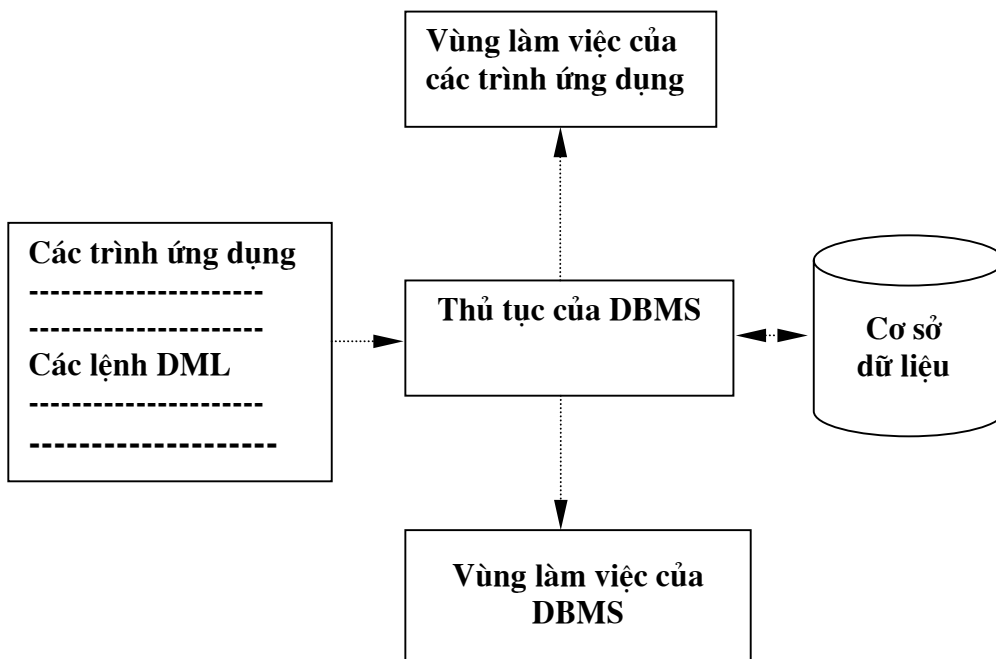 Vùng làm việc của
các trình ứng dụng
Các trình ứng dụng
----------------------
----------------------
Các lệnh DML
----------------------
----------------------
Thủ tục của DBMS
Cơ sở
dữ liệu
Vùng làm việc của
DBMS